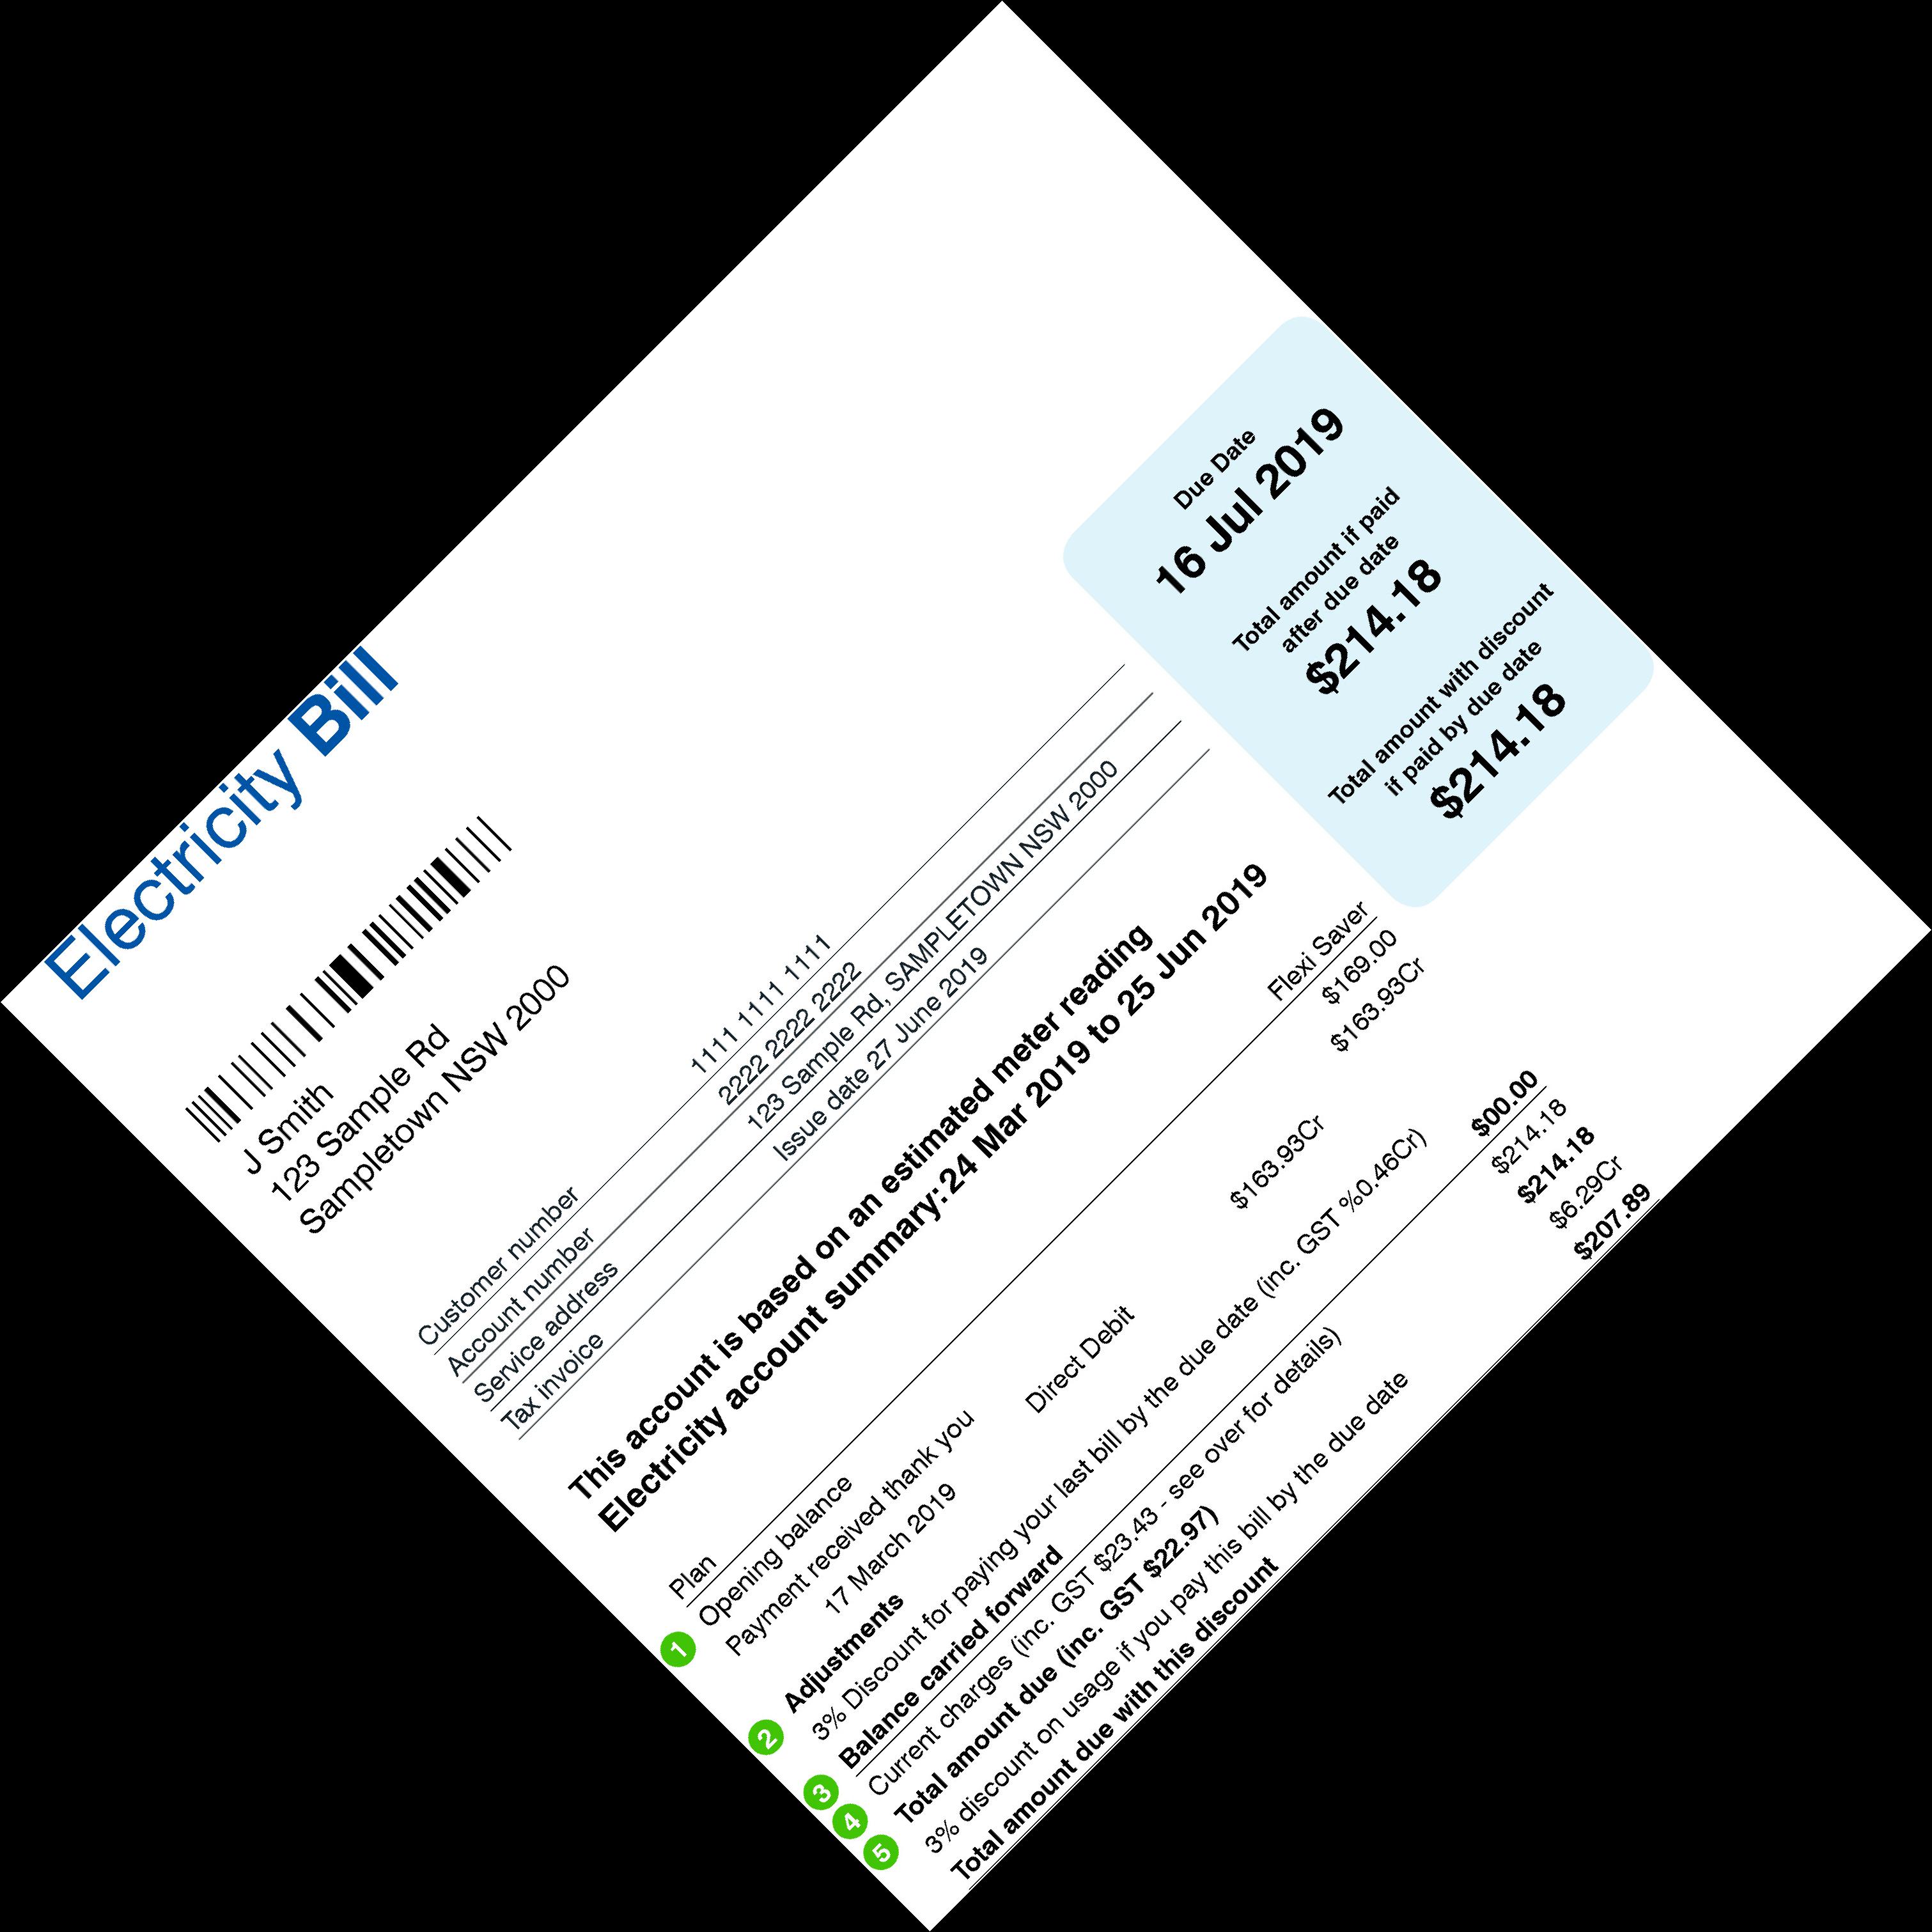 Electricity Bill
J Smith
123 Sample Rd
Sampletown NSW 2000
Due Date
16 Jul 2019
Total amount if paid
after due date
$214.18
Total amount with discount
if paid by due date
$214.18
Customer number 1111 1111 1111
Account number 2222 2222 2222
Service address 123 Sample Rd, SAMPLETOWN NSW 2000
Tax invoice Issue date 27 June 2019
This account is based on an estimated meter reading
Electricity account summary: 24 Mar 2019 to 25 Jun 2019
Plan Flexi Saver
1 Opening balance $169.00
Payment received thank you $163.93Cr
17 March 2019 Direct Debit $163.93Cr
2 Adjustments
3% Discount for paying your last bill by the due date (inc. GST %0.46Cr)
3 Balance carried forward $00.00
4 Current charges (inc. GST $23.43 - see over for details) $214.18
5 Total amount due (inc. GST $22.97) $214.18
3% discount on usage if you pay this bill by the due date $6.29Cr
Total amount due with this discount $207.89